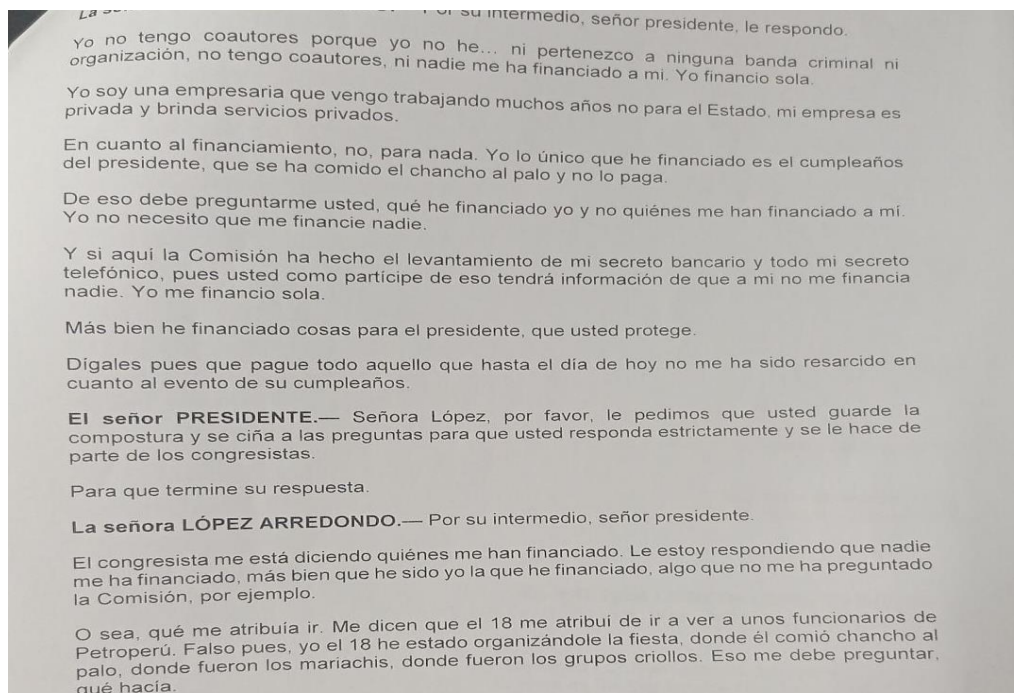 La
Por su intermedio, señor presidente, le respondo.
Yo no tengo coautores porque yo no he... ni pertenezco a ninguna banda criminal ni
organización, no tengo coautores, ni nadie me ha financiado a mi. Yo financio sola.
Yo soy una empresaria que vengo trabajando muchos años no para el Estado, mi empresa es
privada y brinda servicios privados.
En cuanto al financiamiento, no, para nada. Yo lo único que he financiado es el cumpleaños
del presidente, que se ha comido el chancho al palo y no lo paga.
De eso debe preguntarme usted, qué he financiado yo y no quiénes me han financiado a mí.
Yo no necesito que me financie nadie.
Y si aquí la Comisión ha hecho el levantamiento de mi secreto bancario y todo mi secreto
telefónico, pues usted como partícipe de eso tendrá información de que a mi no me financia
nadie. Yo me financio sola.
Más bien he financiado cosas para el presidente, que usted protege.
Dígales pues que pague todo aquello que hasta el día de hoy no me ha sido resarcido en
cuanto al evento de su cumpleaños.
El señor PRESIDENTE.— Señora López, por favor, le pedimos que usted guarde la
compostura y se ciña a las preguntas para que usted responda estrictamente y se le hace de
parte de los congresistas.
Para que termine su respuesta.
La señora LÓPEZ ARREDONDO.— Por su intermedio, señor presidente.
El congresista me está diciendo quiénes me han financiado. Le estoy respondiendo que nadie
me ha financiado, más bien que he sido yo la que he financiado, algo que no me ha preguntado
la Comisión, por ejemplo.
O sea, qué me atribuía ir. Me dicen que el 18 me atribuí de ir a ver a unos funcionarios de
Petroperú. Falso pues, yo el 18 he estado organizándole la fiesta, donde él comió chancho al
palo, donde fueron los mariachis, donde fueron los grupos criollos. Eso me debe preguntar,
qué hacía.